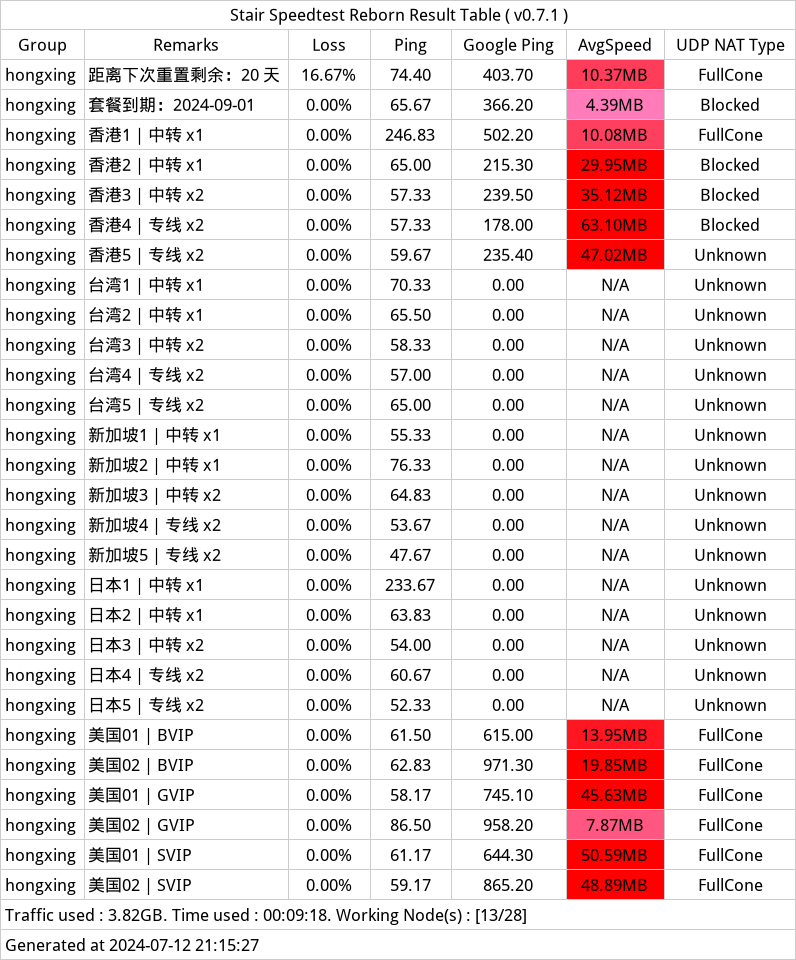 Stair Speedtest Reborn Result Table ( v0.7.1 )
Group Remarks Loss Ping Google Ping AvgSpeed UDP NAT Type
hongxing 距离下次重置剩余：20 天 16.67% 74.40 403.70 10.37MB FullCone
hongxing 套餐到期：2024-09-01 0.00% 65.67 366.20 4.39MB Blocked
hongxing 香港1 | 中转 x1 0.00% 246.83 502.20 10.08MB FullCone
hongxing 香港2 | 中转 x1 0.00% 65.00 215.30 29.95MB Blocked
hongxing 香港3 | 中转 x2 0.00% 57.33 239.50 35.12MB Blocked
hongxing 香港4 | 专线 x2 0.00% 57.33 178.00 63.10MB Blocked
hongxing 香港5 | 专线 x2 0.00% 59.67 235.40 47.02MB Unknown
hongxing 台湾1 | 中转 x1 0.00% 70.33 0.00 N/A Unknown
hongxing 台湾2 | 中转 x1 0.00% 65.50 0.00 N/A Unknown
hongxing 台湾3 | 中转 x2 0.00% 58.33 0.00 N/A Unknown
hongxing 台湾4 | 专线 x2 0.00% 57.00 0.00 N/A Unknown
hongxing 台湾5 | 专线 x2 0.00% 65.00 0.00 N/A Unknown
hongxing 新加坡1 | 中转 x1 0.00% 55.33 0.00 N/A Unknown
hongxing 新加坡2 | 中转 x1 0.00% 76.33 0.00 N/A Unknown
hongxing 新加坡3 | 中转 x2 0.00% 64.83 0.00 N/A Unknown
hongxing 新加坡4 | 专线 x2 0.00% 53.67 0.00 N/A Unknown
hongxing 新加坡5 | 专线 x2 0.00% 47.67 0.00 N/A Unknown
hongxing 日本1 | 中转 x1 0.00% 233.67 0.00 N/A Unknown
hongxing 日本2 | 中转 x1 0.00% 63.83 0.00 N/A Unknown
hongxing 日本3 | 中转 x2 0.00% 54.00 0.00 N/A Unknown
hongxing 日本4 | 专线 x2 0.00% 60.67 0.00 N/A Unknown
hongxing 日本5 | 专线 x2 0.00% 52.33 0.00 N/A Unknown
hongxing 美国01 | BVIP 0.00% 61.50 615.00 13.95MB FullCone
hongxing 美国02 | BVIP 0.00% 62.83 971.30 19.85MB FullCone
hongxing 美国01 | GVIP 0.00% 58.17 745.10 45.63MB FullCone
hongxing 美国02 | GVIP 0.00% 86.50 958.20 7.87MB FullCone
hongxing 美国01 | SVIP 0.00% 61.17 644.30 50.59MB FullCone
hongxing 美国02 | SVIP 0.00% 59.17 865.20 48.89MB FullCone
Traffic used : 3.82GB. Time used : 00:09:18. Working Node(s) : [13/28]
Generated at 2024-07-12 21:15:27